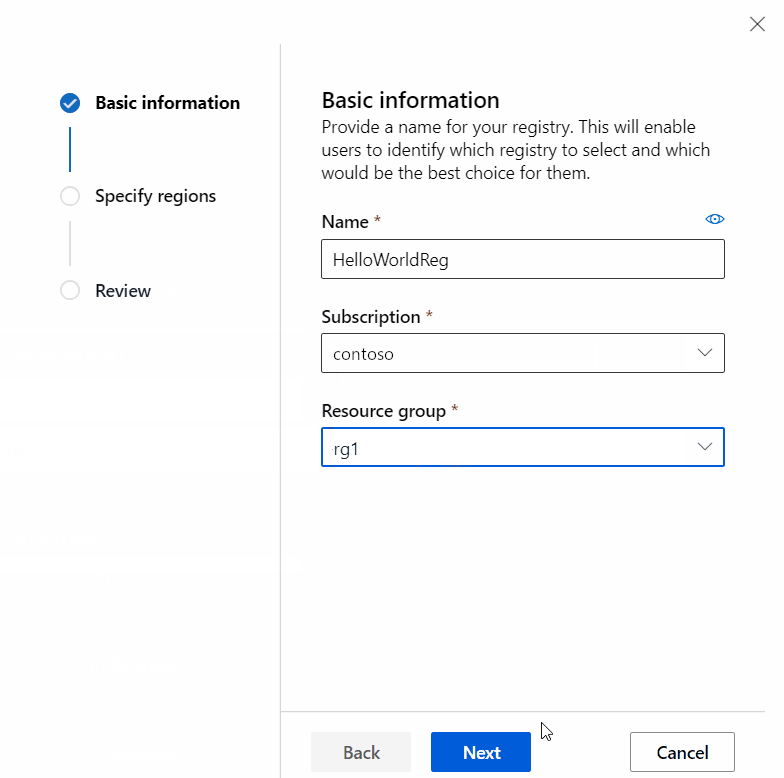 Basic information
Specify regions
Review
Basic information
Provide a name for your registry. This will enable
users to identify which registry to select and which
would be the best choice for them.
Name *
HelloWorldReg
Subscription *
contoso
Resource group *
rg1
Back
Next
Cancel